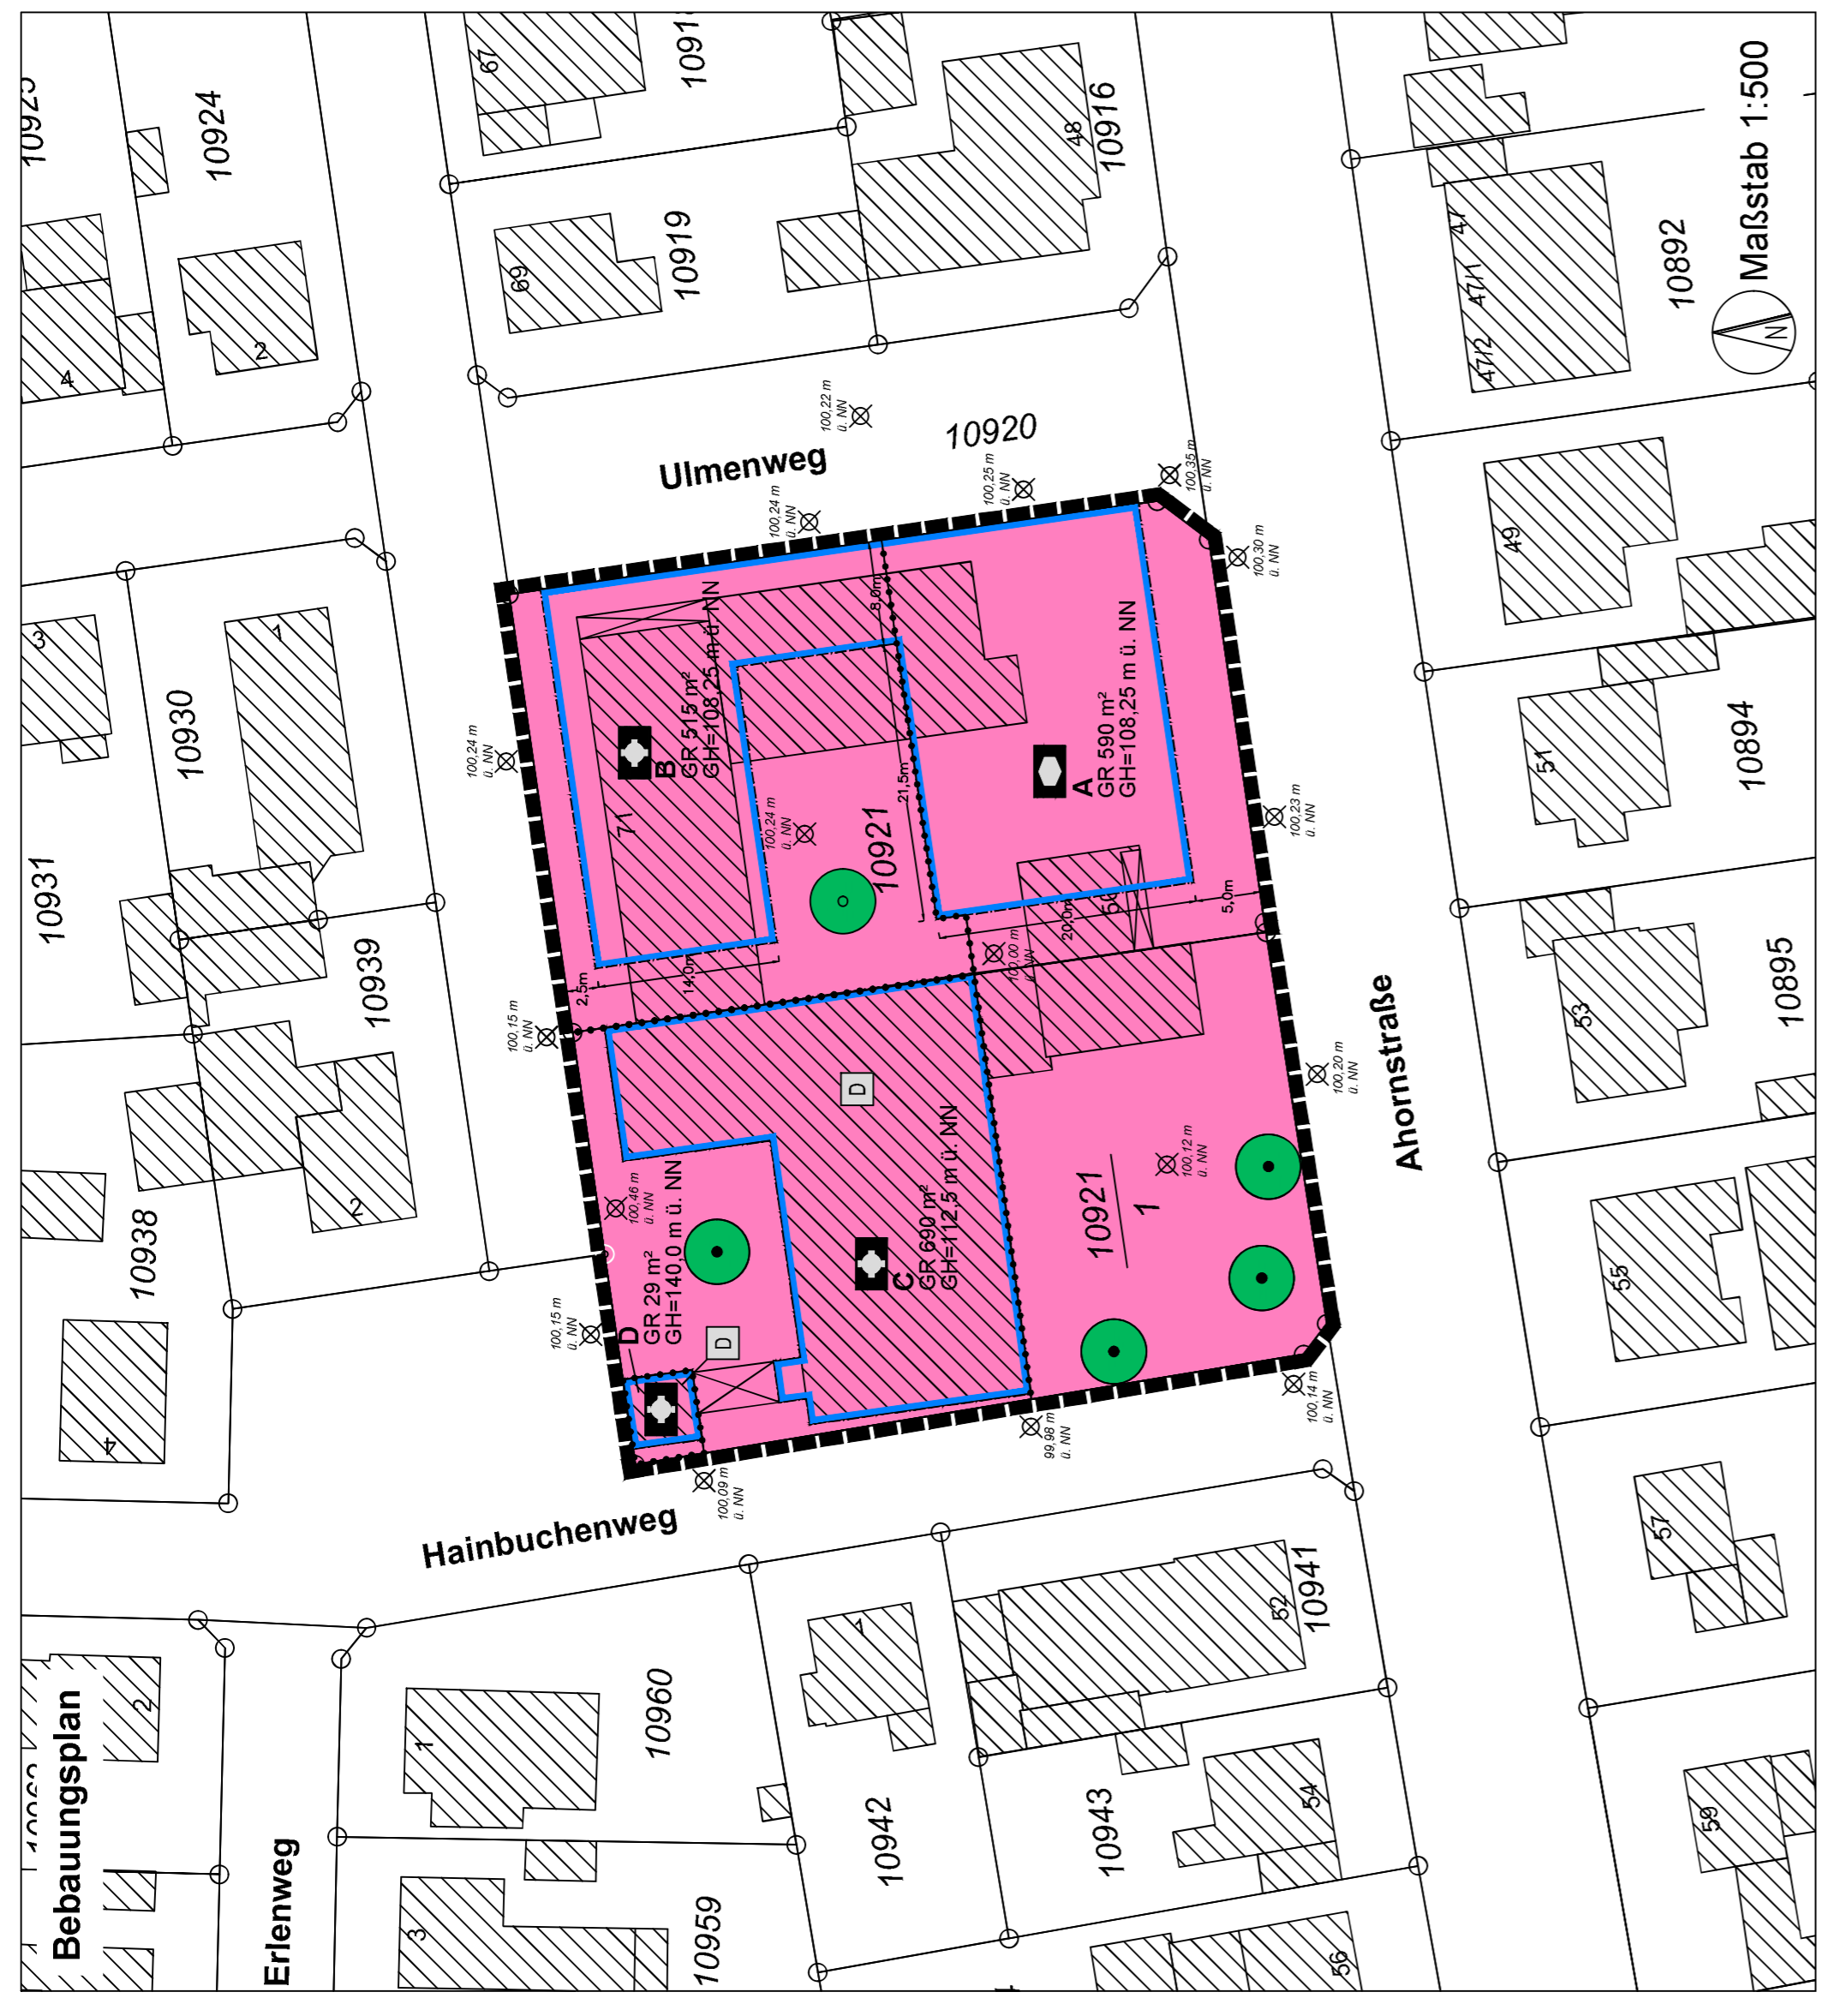 Bebauungsplan
Maßstab 1:500
N
Ulmenweg
Ahornstraße
Hainbuchenweg
Erlenweg
10924
10919
10916
10920
10892
10930
10931
10939
10938
10894
10895
10921
10921
1
10960
10959
10942
10943
10941
67
69
48
47
47/1
47/2
49
51
53
55
57
59
4
2
3
1
2
4
2
1
3
1
52
54
56
71
B
GR 515 m²
GH=108,25 m ü. NN
A
GR 590 m²
GH=108,25 m ü. NN
C
GR 690 m²
GH=112,5 m ü. NN
D
GR 29 m²
GH=140,0 m ü. NN
D
D
8,0m
21,5m
20,0m
5,0m
2,5m
14,0m
100,22 m
ü. NN
100,24 m
ü. NN
100,25 m
ü. NN
100,35 m
ü. NN
100,30 m
ü. NN
100,24 m
ü. NN
100,24 m
ü. NN
100,23 m
ü. NN
100,00 m
ü. NN
100,15 m
ü. NN
100,20 m
ü. NN
100,12 m
ü. NN
100,46 m
ü. NN
100,15 m
ü. NN
100,14 m
ü. NN
99,98 m
ü. NN
100,09 m
ü. NN